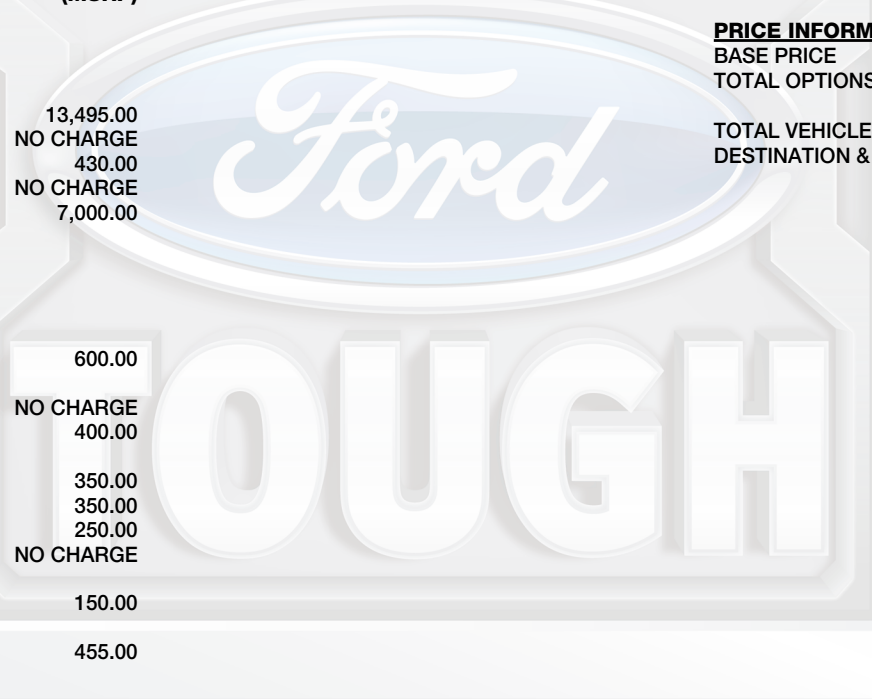 PRICE INFORM
BASE PRICE
TOTAL OPTIONS
TOTAL VEHICLE
DESTINATION &
13,495.00
NO CHARGE
430.00
NO CHARGE
7,000.00
600.00
NO CHARGE
400.00
350.00
350.00
250.00
NO CHARGE
150.00
455.00
Ford
TOUGH